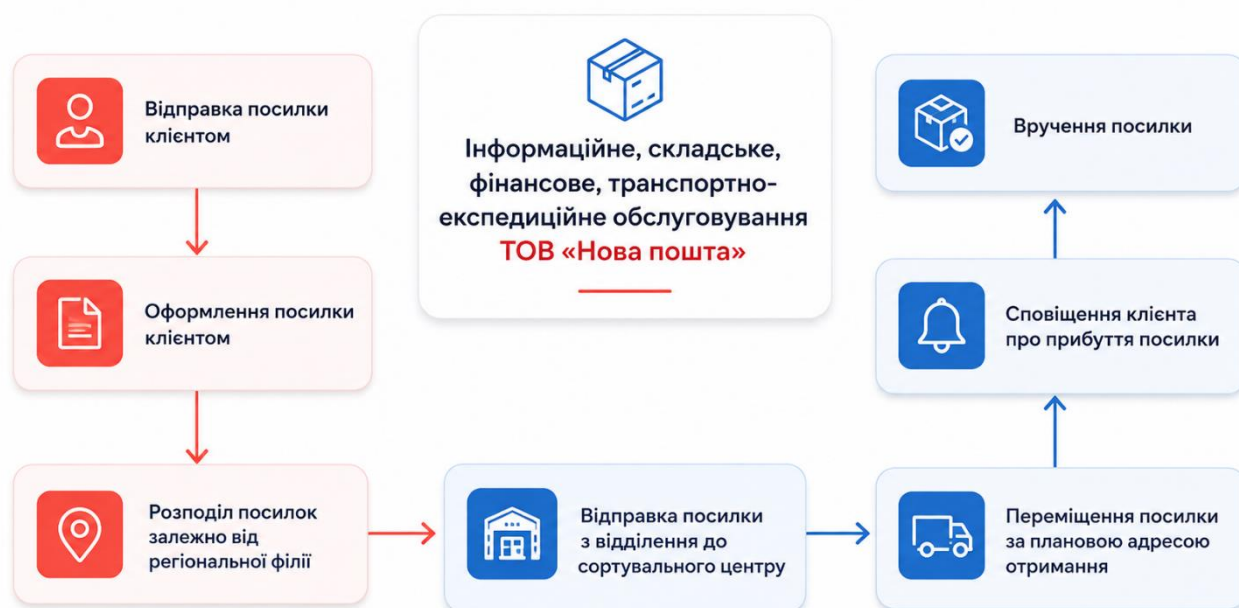 Інформаційне, складське,
фінансове, транспортно-
експедиційне обслуговування
ТОВ «Нова пошта»
Відправка посилки
клієнтом
Оформлення посилки
клієнтом
Розподіл посилок
залежно від
регіональної філії
Відправка посилки
з відділення до
сортувального центру
Переміщення посилки
за плановою адресою
отримання
Сповіщення клієнта
про прибуття посилки
Вручення посилки